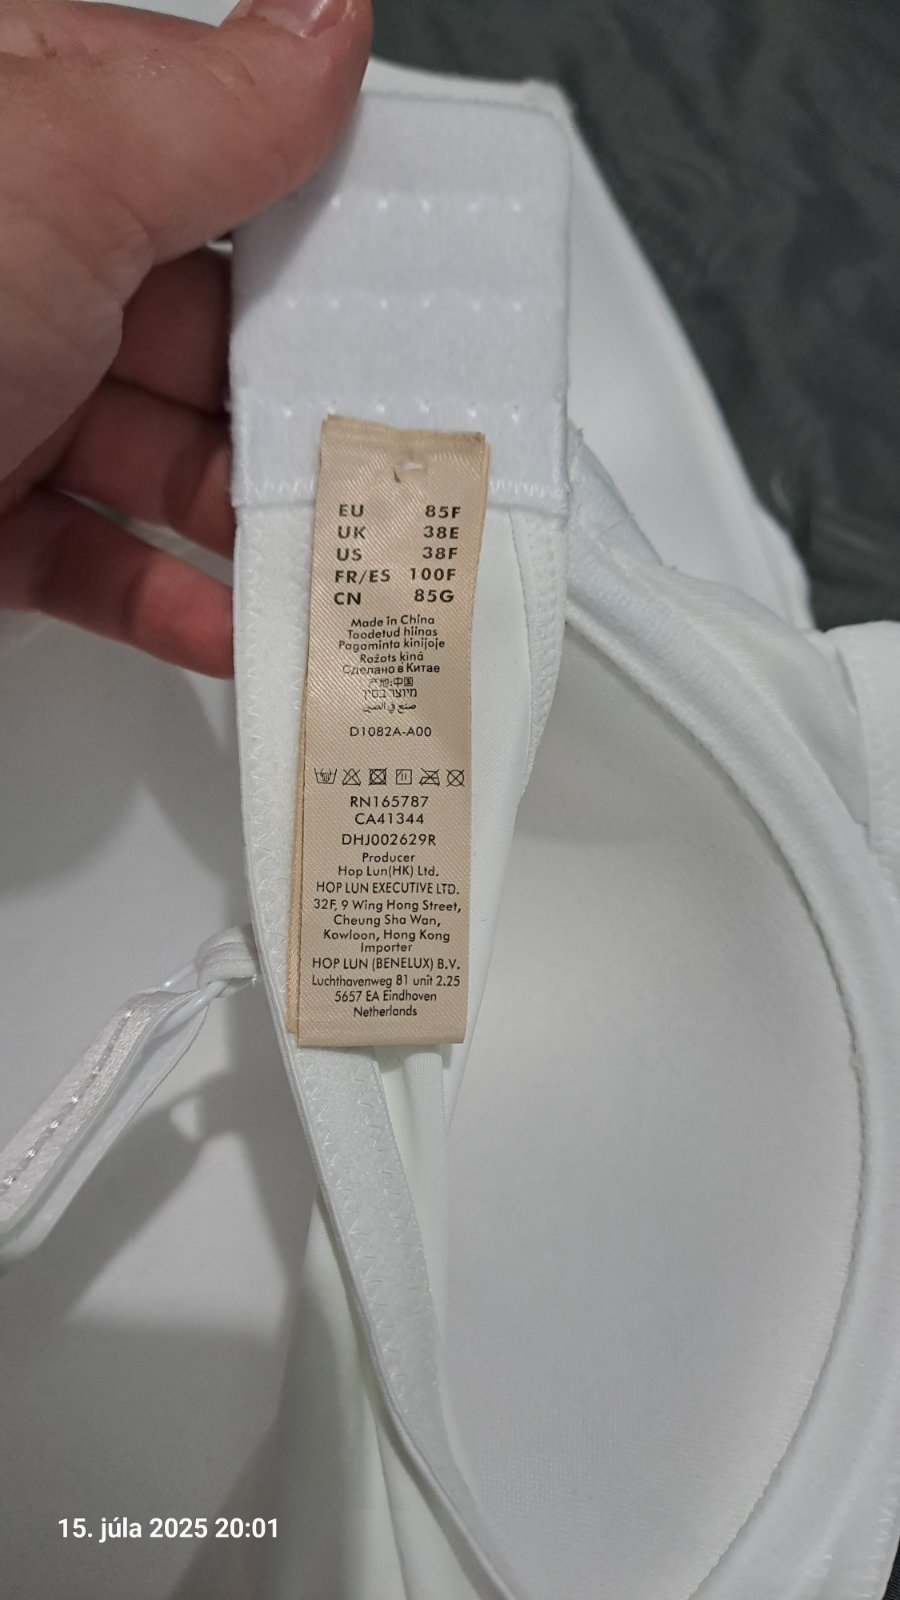 EU 85F
UK 38E
US 38F
FR/ES 100F
CN 85G
Made in China
Toodetud hiinas
Pagaminta kinijoje
Ražots ķīnā
Сделано в Китае
产地:中国
מיוצר בסין
صنع في الصين
D1082A-A00
RN165787
CA41344
DHJ002629R
Producer
Hop Lun(HK) Ltd.
HOP LUN EXECUTIVE LTD.
32F, 9 Wing Hong Street,
Cheung Sha Wan,
Kowloon, Hong Kong
Importer
HOP LUN (BENELUX) B.V.
Luchthavenweg 81 unit 2.25
5657 EA Eindhoven
Netherlands
15. júla 2025 20:01